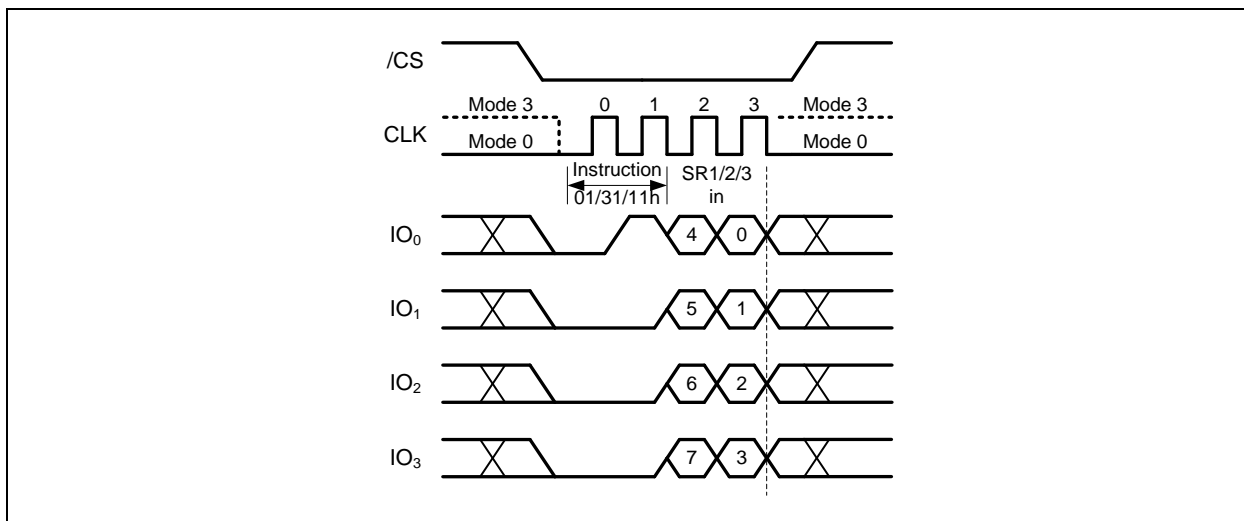 /CS
Mode 3 0 1 2 3 Mode 3
CLK
Mode 0 Mode 0
Instruction SR1/2/3
01/31/11h in
IO₀ 4 0
IO₁ 5 1
IO₂ 6 2
IO₃ 7 3